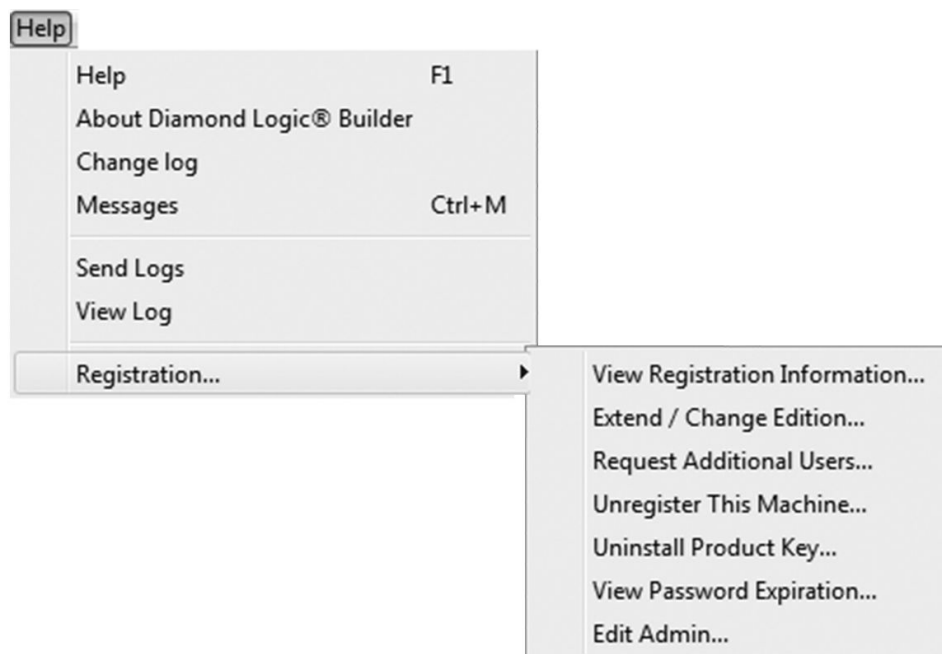 Help
Help F1
About Diamond Logic® Builder
Change log
Messages Ctrl+M
Send Logs
View Log
Registration...
View Registration Information...
Extend / Change Edition...
Request Additional Users...
Unregister This Machine...
Uninstall Product Key...
View Password Expiration...
Edit Admin...